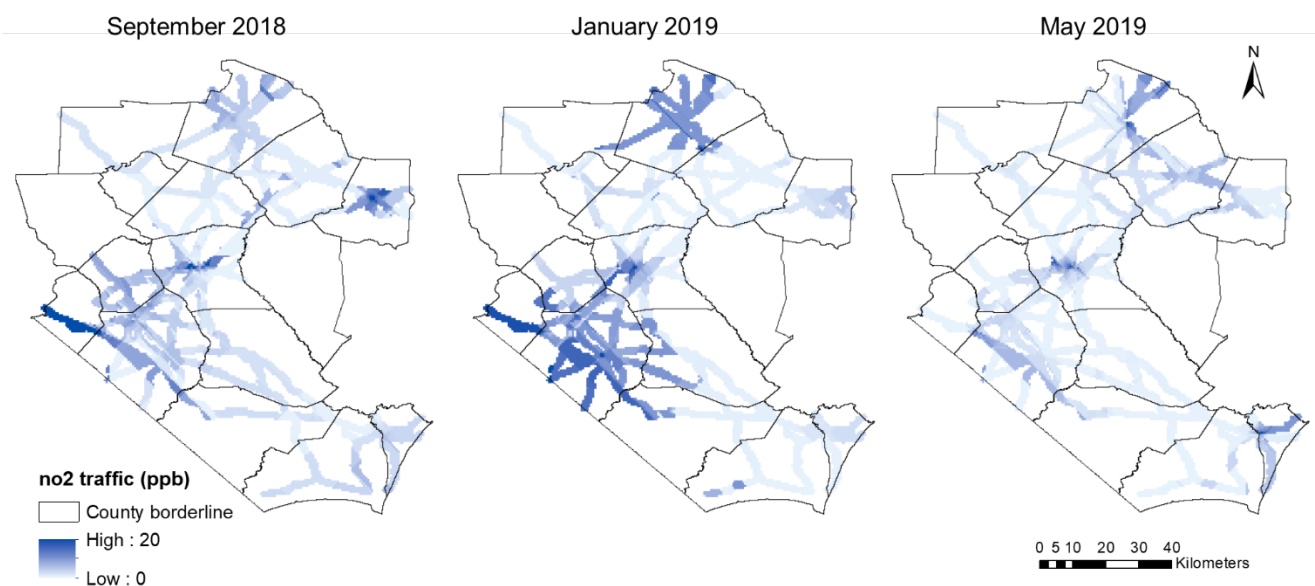 September 2018
January 2019
May 2019
N
no2 traffic (ppb)
County borderline
High : 20
Low : 0
0 5 10 20 30 40
Kilometers